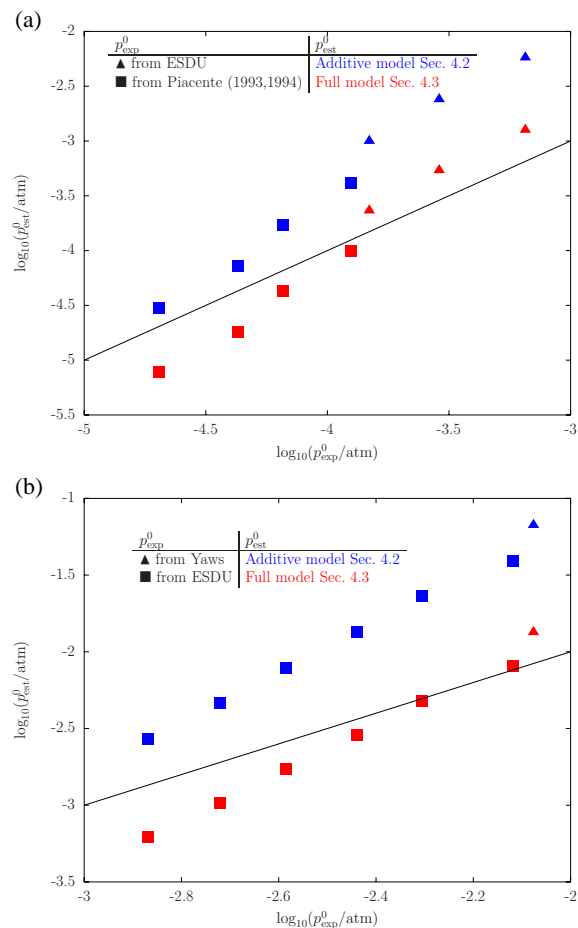 (a)
-2
-2.5
-3
-3.5
-4
-4.5
-5
-5.5
log₁₀(p⁰est/atm)
p⁰exp p⁰est
▲ from ESDU Additive model Sec. 4.2
■ from Piacente (1993,1994) Full model Sec. 4.3
-5 -4.5 -4 -3.5 -3
log₁₀(p⁰exp/atm)
(b)
-1
-1.5
-2
-2.5
-3
-3.5
log₁₀(p⁰est/atm)
p⁰exp p⁰est
▲ from Yaws Additive model Sec. 4.2
■ from ESDU Full model Sec. 4.3
-3 -2.8 -2.6 -2.4 -2.2 -2
log₁₀(p⁰exp/atm)